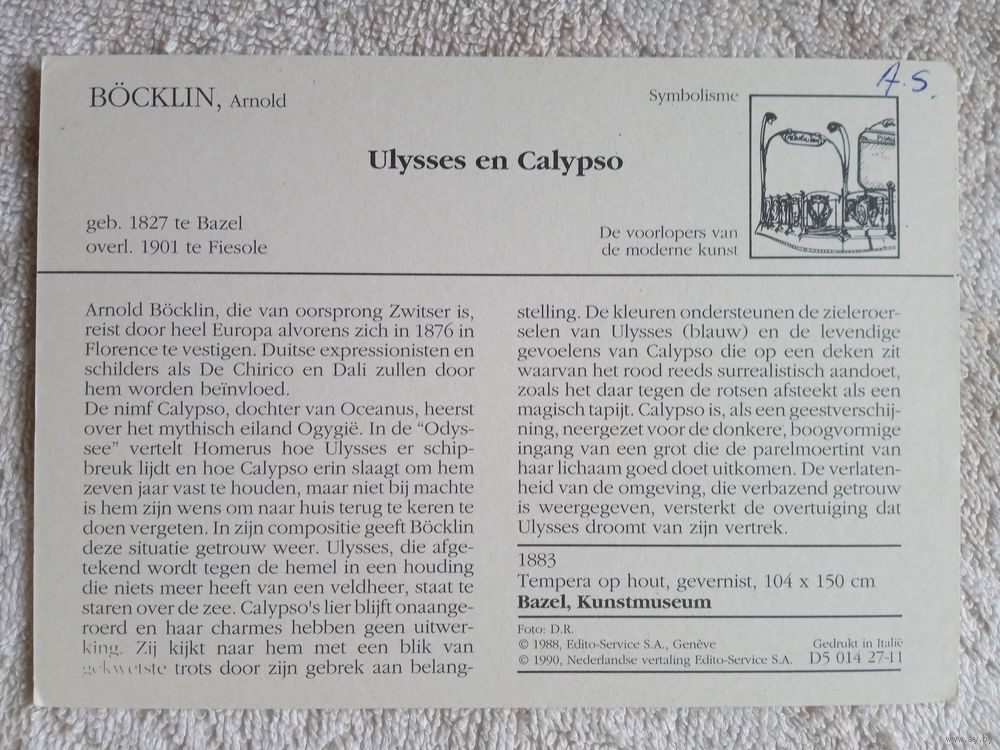 BÖCKLIN, Arnold
Symbolisme
A.S.
Ulysses en Calypso
geb. 1827 te Bazel
overl. 1901 te Fiesole
De voorlopers van
de moderne kunst
Arnold Böcklin, die van oorsprong Zwitser is,
reist door heel Europa alvorens zich in 1876 in
Florence te vestigen. Duitse expressionisten en
schilders als De Chirico en Dali zullen door
hem worden beïnvloed.
De nimf Calypso, dochter van Oceanus, heerst
over het mythisch eiland Ogygië. In de “Odys-
see” vertelt Homerus hoe Ulysses er schip-
breuk lijdt en hoe Calypso erin slaagt om hem
zeven jaar vast te houden, maar niet bij machte
is hem zijn wens om naar huis terug te keren te
doen vergeten. In zijn compositie geeft Böcklin
deze situatie getrouw weer. Ulysses, die afge-
tekend wordt tegen de hemel in een houding
die niets meer heeft van een veldheer, staat te
staren over de zee. Calypso's lier blijft onaange-
roerd en haar charmes hebben geen uitwer-
king. Zij kijkt naar hem met een blik van
gekwetste trots door zijn gebrek aan belang-
stelling. De kleuren ondersteunen de zieleroer-
selen van Ulysses (blauw) en de levendige
gevoelens van Calypso die op een deken zit
waarvan het rood reeds surrealistisch aandoet,
zoals het daar tegen de rotsen afsteekt als een
magisch tapijt. Calypso is, als een geestverschij-
ning, neergezet voor de donkere, boogvormige
ingang van een grot die de parelmoertint van
haar lichaam goed doet uitkomen. De verlaten-
heid van de omgeving, die verbazend getrouw
is weergegeven, versterkt de overtuiging dat
Ulysses droomt van zijn vertrek.
1883
Tempera op hout, gevernist, 104 x 150 cm
Bazel, Kunstmuseum
Foto: D.R.
© 1988, Edito-Service S.A., Genève
Gedrukt in Italië
© 1990, Nederlandse vertaling Edito-Service S.A.
D5 014 27-11
www.av.by